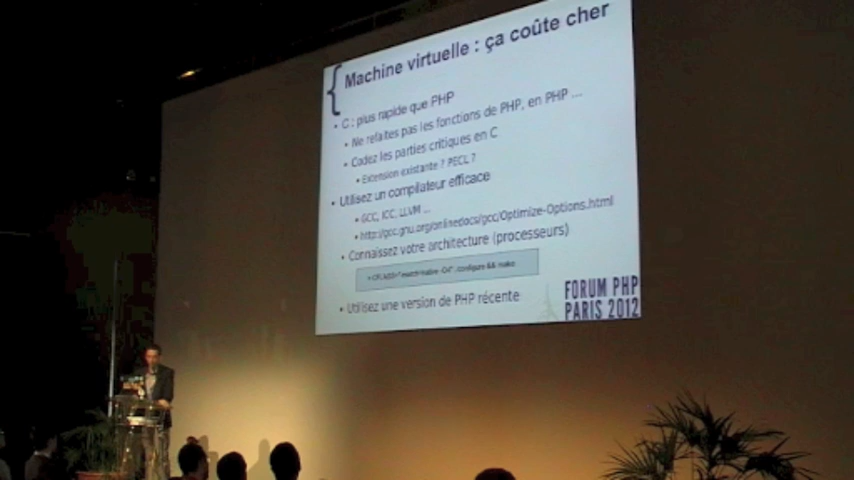 { Machine virtuelle : ça coûte cher
• C : plus rapide que PHP
• Ne refaites pas les fonctions de PHP, en PHP ...
• Codez les parties critiques en C
• Extension existante ? PECL ?
• Utilisez un compilateur efficace
• GCC, ICC, LLVM ...
• http://gcc.gnu.org/onlinedocs/gcc/Optimize-Options.html
• Connaissez votre architecture (processeurs)
configure && make
• Utilisez une version de PHP récente
FORUM PHP
PARIS 2012